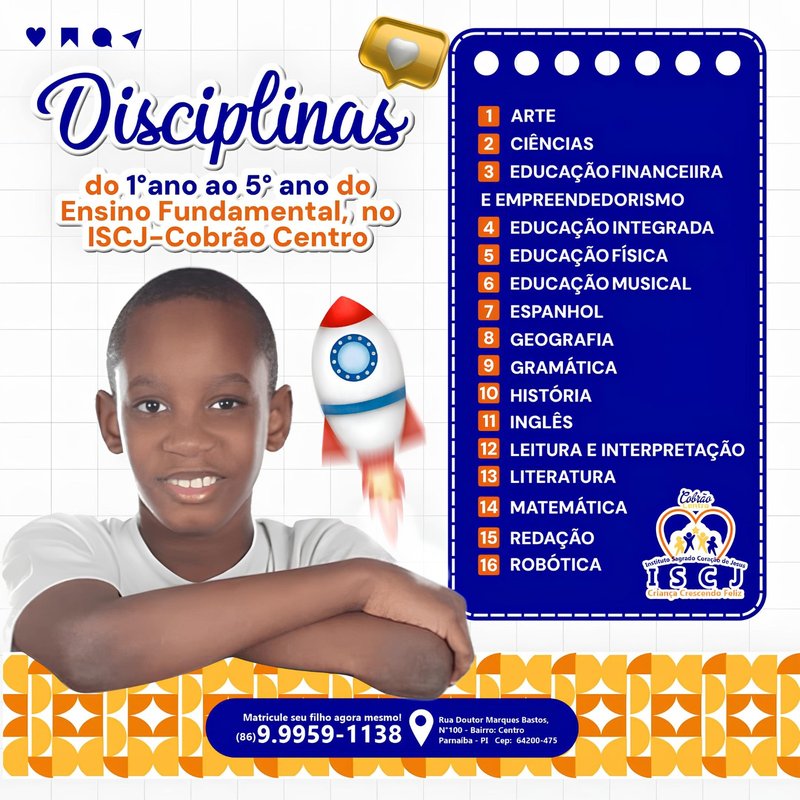 Disciplinas
do 1°ano ao 5° ano do
Ensino Fundamental, no
ISCJ-Cobrão Centro
1 ARTE
2 CIÊNCIAS
3 EDUCAÇÃO FINANCEIIRA
E EMPREENDEDORISMO
4 EDUCAÇÃO INTEGRADA
5 EDUCAÇÃO FÍSICA
6 EDUCAÇÃO MUSICAL
7 ESPANHOL
8 GEOGRAFIA
9 GRAMÁTICA
10 HISTÓRIA
11 INGLÊS
12 LEITURA E INTERPRETAÇÃO
13 LITERATURA
14 MATEMÁTICA
15 REDAÇÃO
16 ROBÓTICA
Cobrão
Centro
Instituto Sagrado Coração de Jesus
I S C J
Criança Crescendo Feliz
Matricule seu filho agora mesmo!
(86)9.9959-1138
Rua Doutor Marques Bastos,
N°100 - Bairro: Centro
Parnaíba - PI Cep: 64200-475